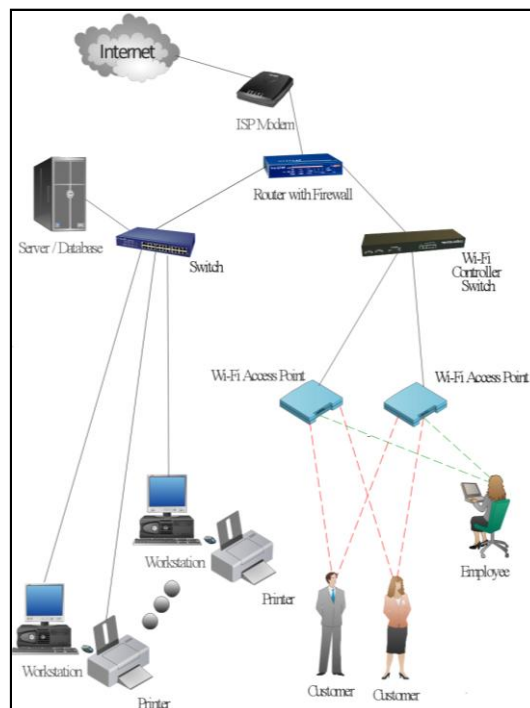 Internet
ISP Modem
Router with Firewall
Server / Database
Switch
Wi-Fi
Controller
Switch
Wi-Fi Access Point
Wi-Fi Access Point
Workstation
Printer
Employee
Workstation
Printer
Customer
Customer